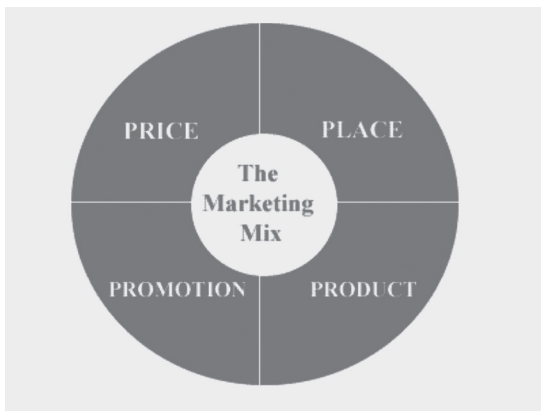 PRICE
PLACE
The
Marketing
Mix
PROMOTION
PRODUCT